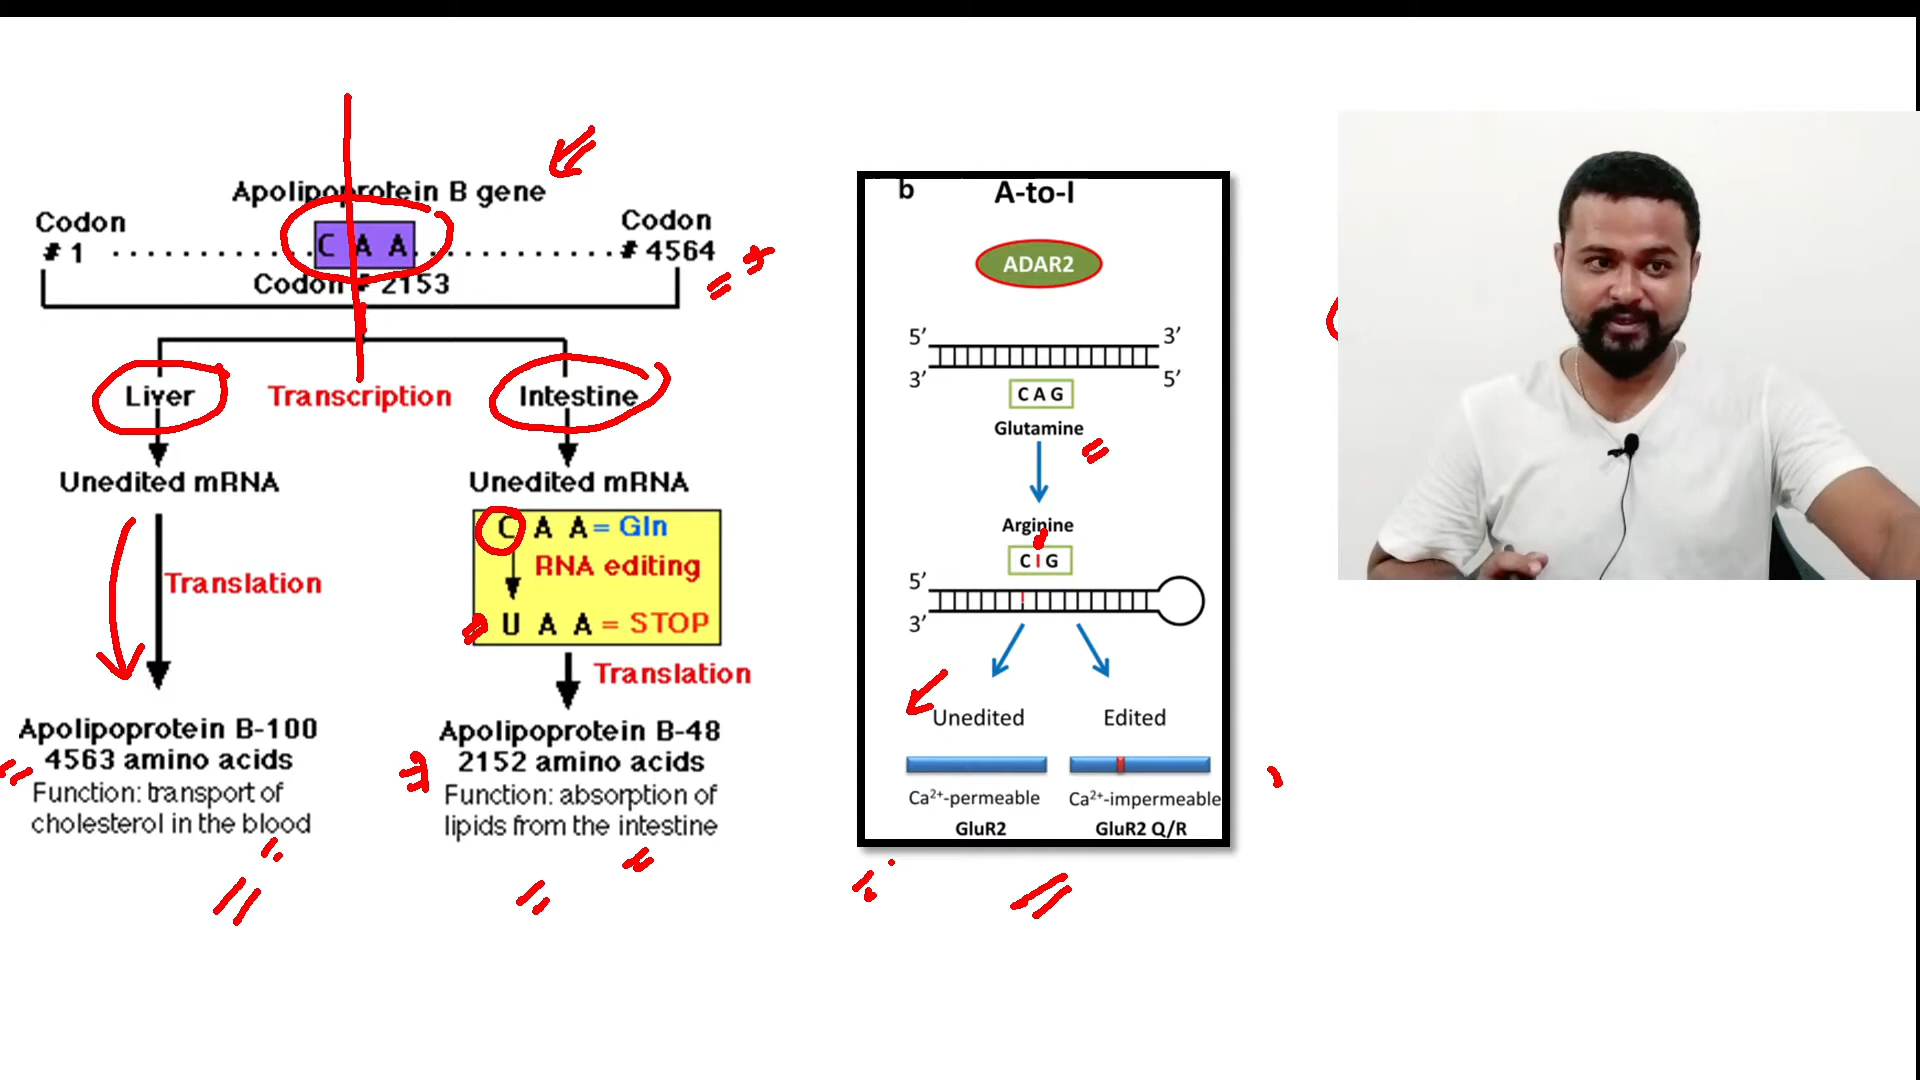 Apolipoprotein B gene
Codon
# 1
C A A
Codon
# 4564
Codon # 2153
Liver
Transcription
Intestine
Unedited mRNA
Unedited mRNA
C A A = Gln
RNA editing
U A A = STOP
Translation
Translation
Apolipoprotein B-100
4563 amino acids
Function: transport of
cholesterol in the blood
Apolipoprotein B-48
2152 amino acids
Function: absorption of
lipids from the intestine
b
A-to-I
ADAR2
5′ 3′
3′ 5′
C A G
Glutamine
Arginine
C I G
5′
3′
Unedited
Edited
Ca²⁺-permeable
GluR2
Ca²⁺-impermeable
GluR2 Q/R